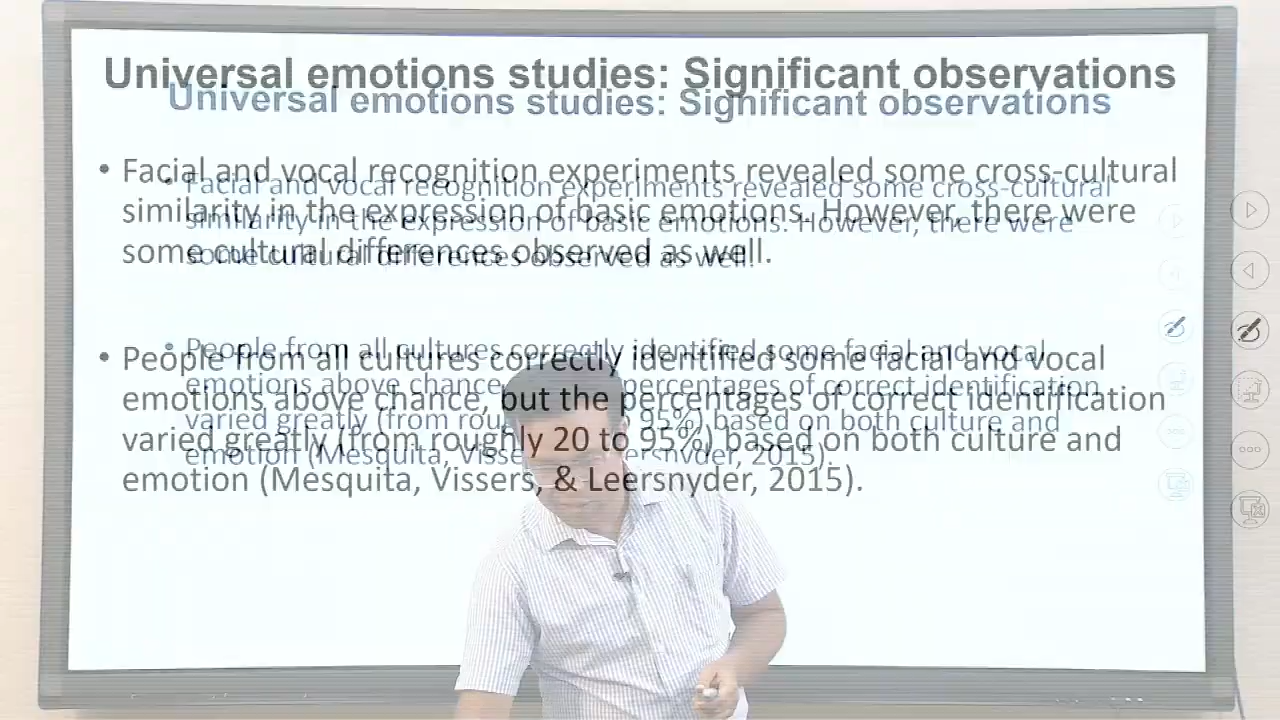 Universal emotions studies: Significant observations
• Facial and vocal recognition experiments revealed some cross-cultural
similarity in the expression of basic emotions. However, there were
some cultural differences observed as well.
• People from all cultures correctly identified some facial and vocal
emotions above chance, but the percentages of correct identification
varied greatly (from roughly 20 to 95%) based on both culture and
emotion (Mesquita, Vissers, & Leersnyder, 2015).